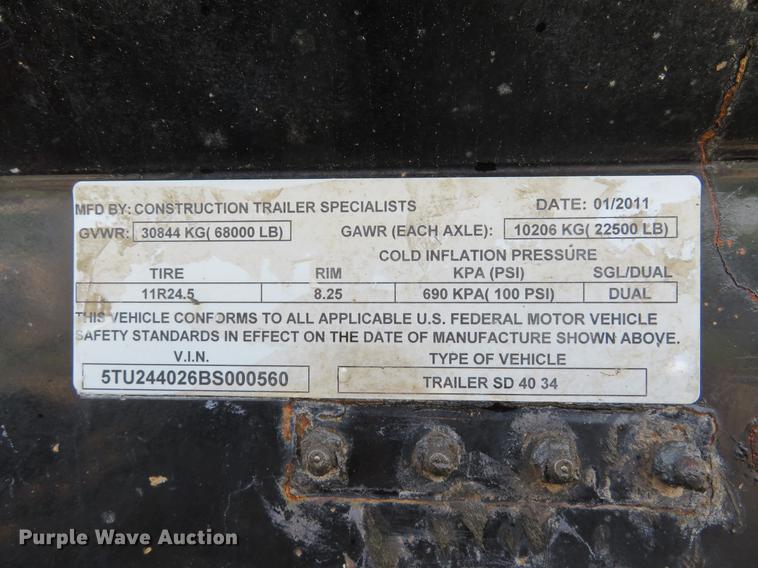 MFD BY: CONSTRUCTION TRAILER SPECIALISTS DATE: 01/2011
GVWR: 30844 KG( 68000 LB) GAWR (EACH AXLE): 10206 KG( 22500 LB)
COLD INFLATION PRESSURE
TIRE RIM KPA (PSI) SGL/DUAL
11R24.5 8.25 690 KPA( 100 PSI) DUAL
THIS VEHICLE CONFORMS TO ALL APPLICABLE U.S. FEDERAL MOTOR VEHICLE
SAFETY STANDARDS IN EFFECT ON THE DATE OF MANUFACTURE SHOWN ABOVE.
V.I.N. TYPE OF VEHICLE
5TU244026BS000560 TRAILER SD 40 34
Purple Wave Auction